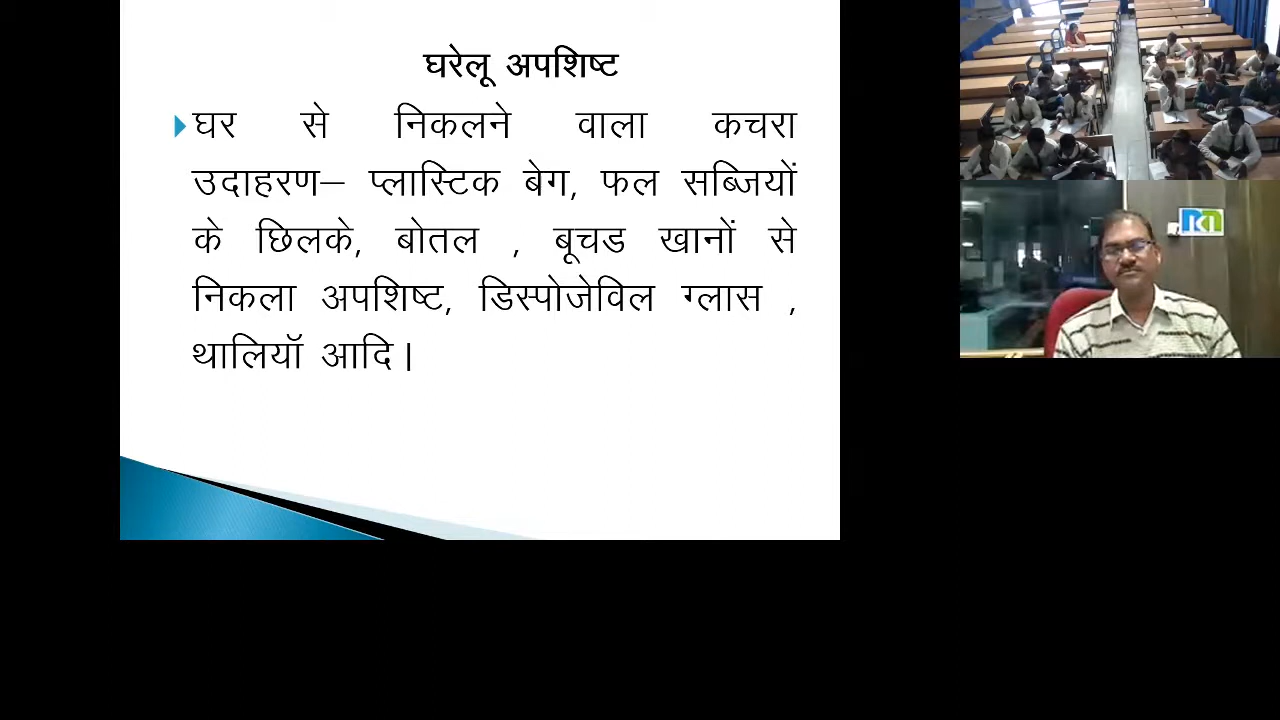 घरेलू अपशिष्ट
घर से निकलने वाला कचरा
उदाहरण– प्लास्टिक बेग, फल सब्जियों
के छिलके, बोतल , बूचड खानों से
निकला अपशिष्ट, डिस्पोजेविल ग्लास ,
थालियॉ आदि।